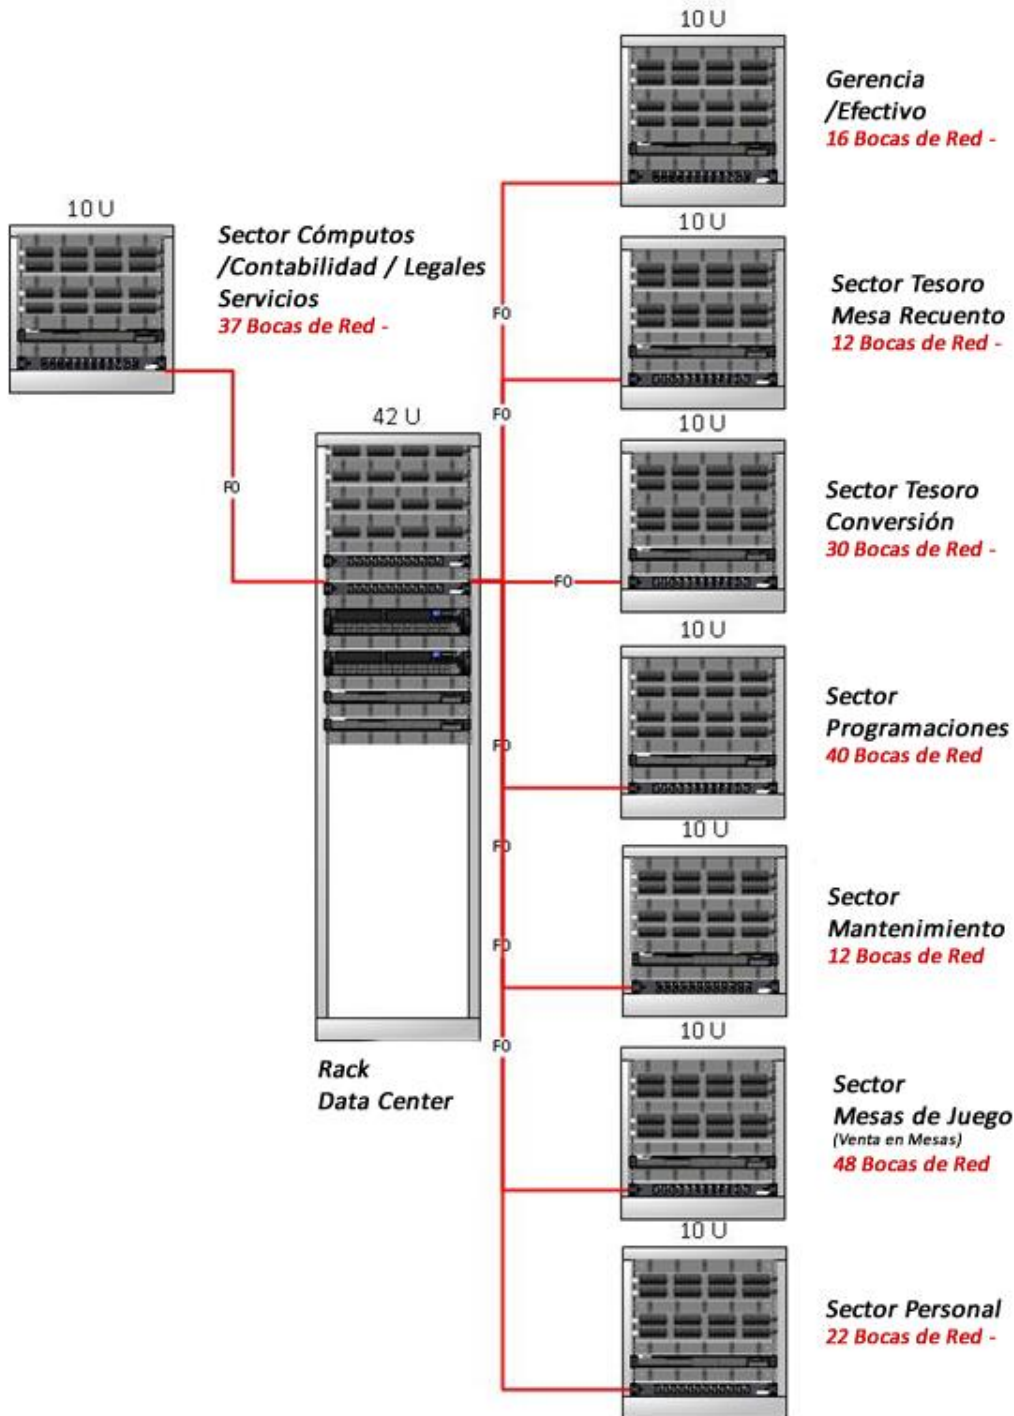 10 U
Gerencia
/Efectivo
16 Bocas de Red -
10 U
Sector Cómputos
/Contabilidad / Legales
Servicios
37 Bocas de Red -
10 U
Sector Tesoro
Mesa Recuento
12 Bocas de Red -
FO
FO
42 U
10 U
Sector Tesoro
Conversión
30 Bocas de Red -
FO
FO
10 U
Sector
Programaciones
40 Bocas de Red
FO
10 U
Sector
Mantenimiento
12 Bocas de Red
FO
FO
10 U
Sector
Mesas de Juego
(Venta en Mesas)
48 Bocas de Red
FO
Rack
Data Center
10 U
Sector Personal
22 Bocas de Red -